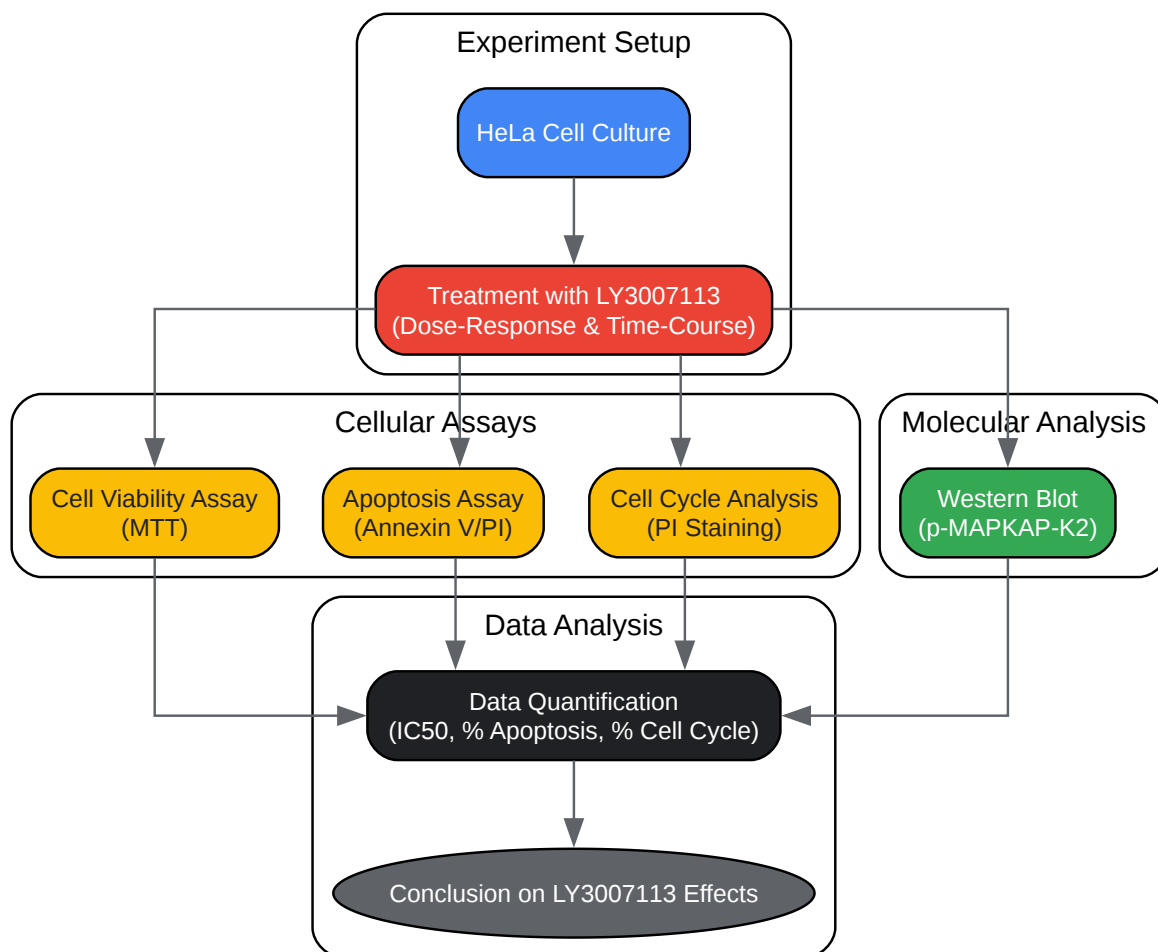 Experiment Setup
HeLa Cell Culture
Treatment with LY3007113
(Dose-Response & Time-Course)
Cellular Assays
Molecular Analysis
Cell Viability Assay
(MTT)
Apoptosis Assay
(Annexin V/PI)
Cell Cycle Analysis
(PI Staining)
Western Blot
(p-MAPKAP-K2)
Data Analysis
Data Quantification
(IC50, % Apoptosis, % Cell Cycle)
Conclusion on LY3007113 Effects